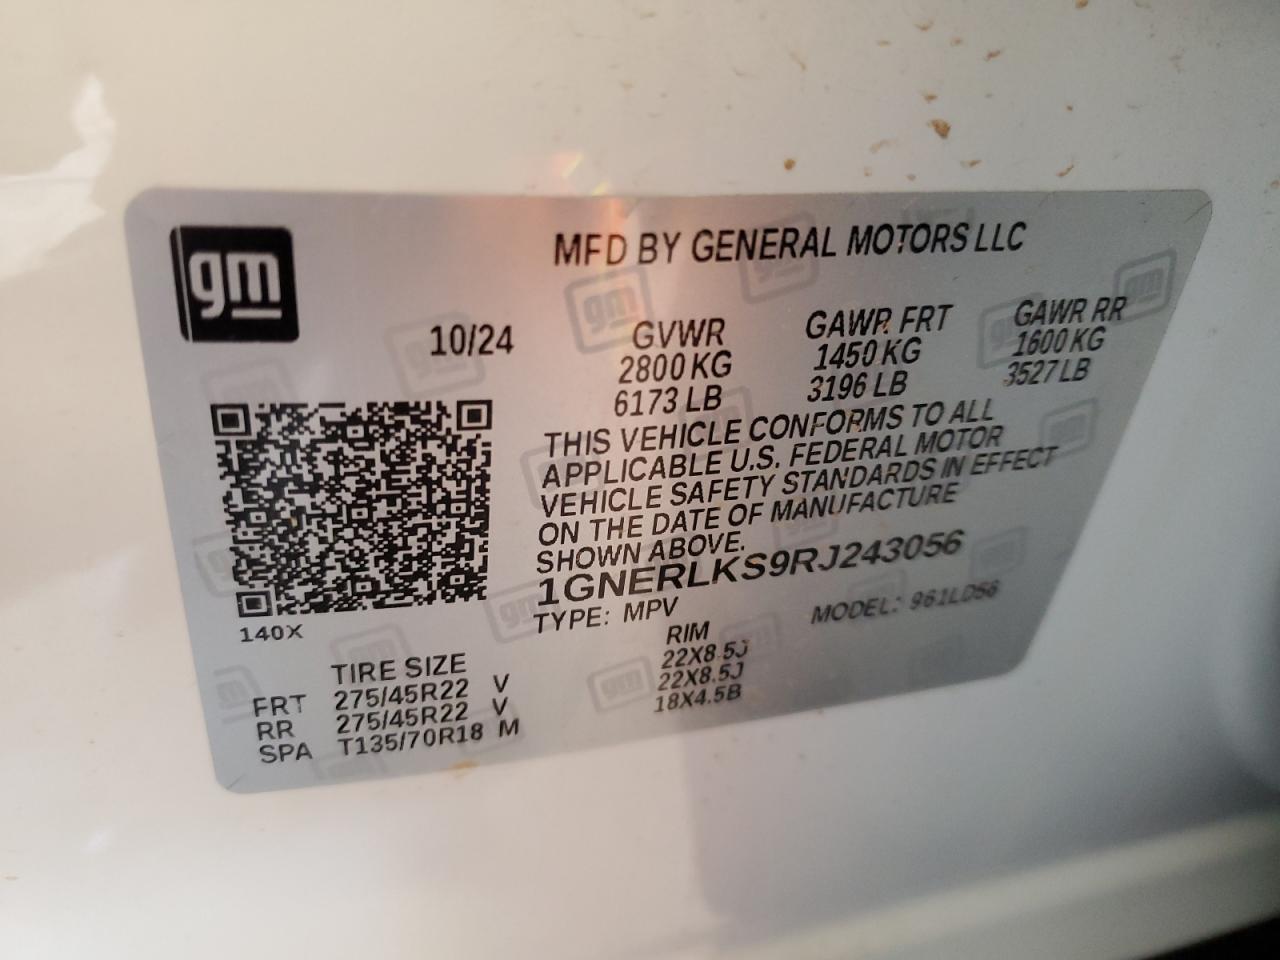 gm
MFD BY GENERAL MOTORS LLC
10/24
GVWR GAWR FRT GAWR RR
2800 KG 1450 KG 1600 KG
6173 LB 3196 LB 3527 LB
THIS VEHICLE CONFORMS TO ALL
APPLICABLE U.S. FEDERAL MOTOR
VEHICLE SAFETY STANDARDS IN EFFECT
ON THE DATE OF MANUFACTURE
SHOWN ABOVE.
1GNERLKS9RJ243056
TYPE: MPV MODEL: 961LD56
140X
TIRE SIZE RIM
FRT 275/45R22 V 22X8.5J
RR 275/45R22 V 22X8.5J
SPA T135/70R18 M 18X4.5B